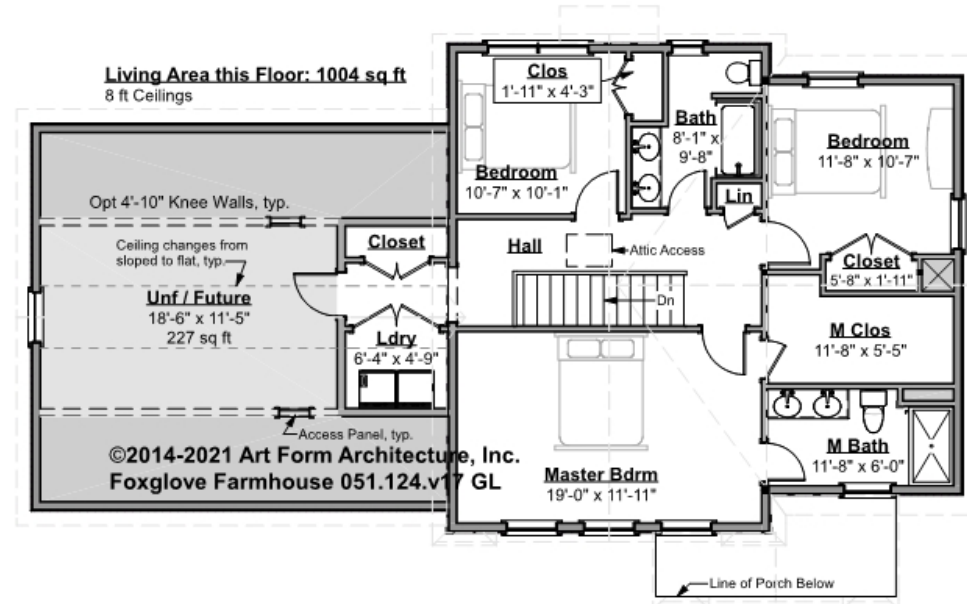 Living Area this Floor: 1004 sq ft
8 ft Ceilings
Clos
1'-11" x 4'-3"
Bath
8'-1" x
9'-8"
Bedroom
11'-8" x 10'-7"
Bedroom
10'-7" x 10'-1"
Lin
Opt 4'-10" Knee Walls, typ.
Ceiling changes from
sloped to flat, typ.
Closet
Hall
Attic Access
Closet
5'-8" x 1'-11"
Unf / Future
18'-6" x 11'-5"
227 sq ft
Dn
Ldry
6'-4" x 4'-9"
M Clos
11'-8" x 5'-5"
Access Panel, typ.
M Bath
11'-8" x 6'-0"
Master Bdrm
19'-0" x 11'-11"
©2014-2021 Art Form Architecture, Inc.
Foxglove Farmhouse 051.124.v17 GL
Line of Porch Below